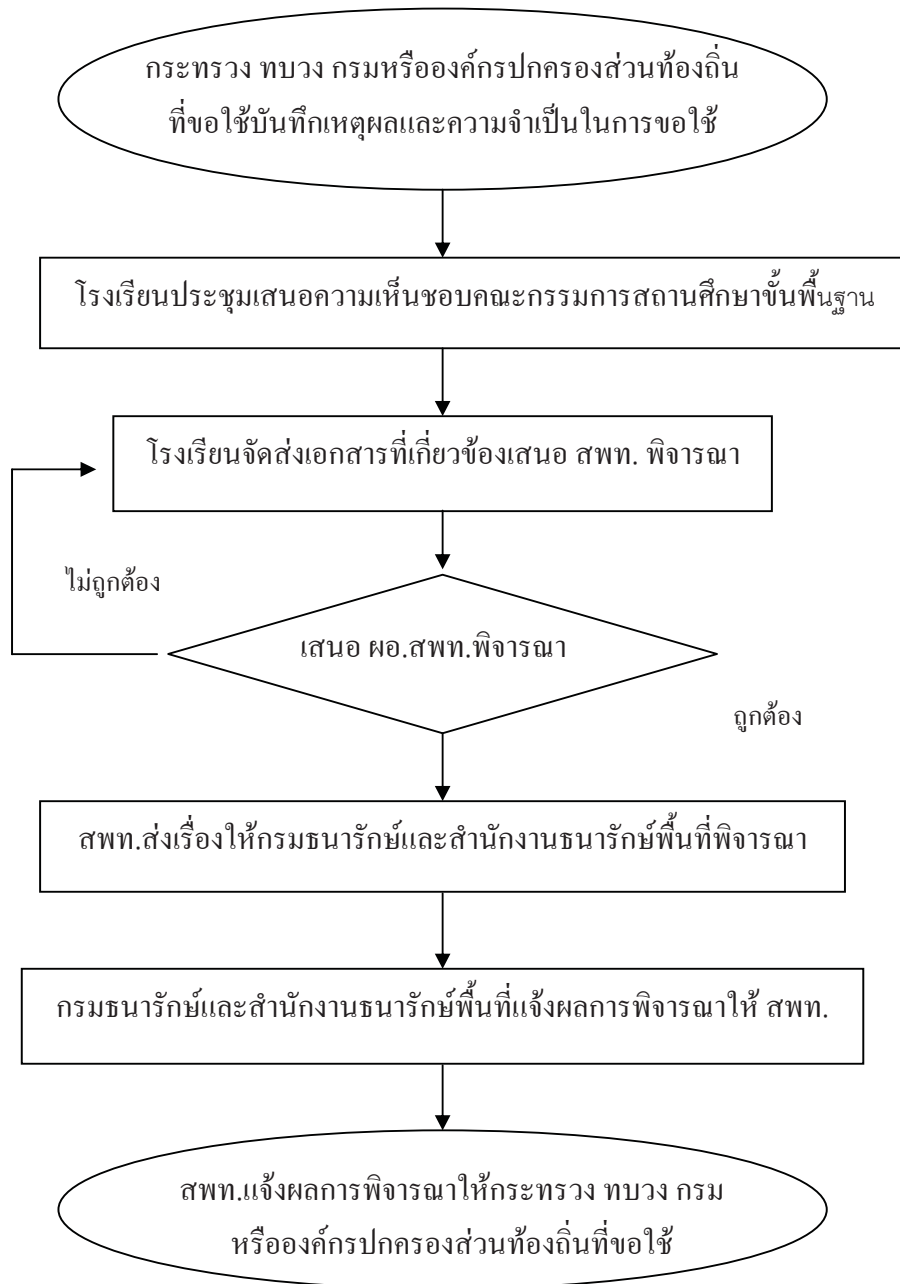 กระทรวง ทบวง กรมหรือองค์กรปกครองส่วนท้องถิ่น
ที่ขอใช้บันทึกเหตุผลและความจำเป็นในการขอใช้
โรงเรียนประชุมเสนอความเห็นชอบคณะกรรมการสถานศึกษาขั้นพื้นฐาน
โรงเรียนจัดส่งเอกสารที่เกี่ยวข้องเสนอ สพท. พิจารณา
ไม่ถูกต้อง
เสนอ ผอ.สพท.พิจารณา
ถูกต้อง
สพท.ส่งเรื่องให้กรมธนารักษ์และสำนักงานธนารักษ์พื้นที่พิจารณา
กรมธนารักษ์และสำนักงานธนารักษ์พื้นที่แจ้งผลการพิจารณาให้ สพท.
สพท.แจ้งผลการพิจารณาให้กระทรวง ทบวง กรม
หรือองค์กรปกครองส่วนท้องถิ่นที่ขอใช้